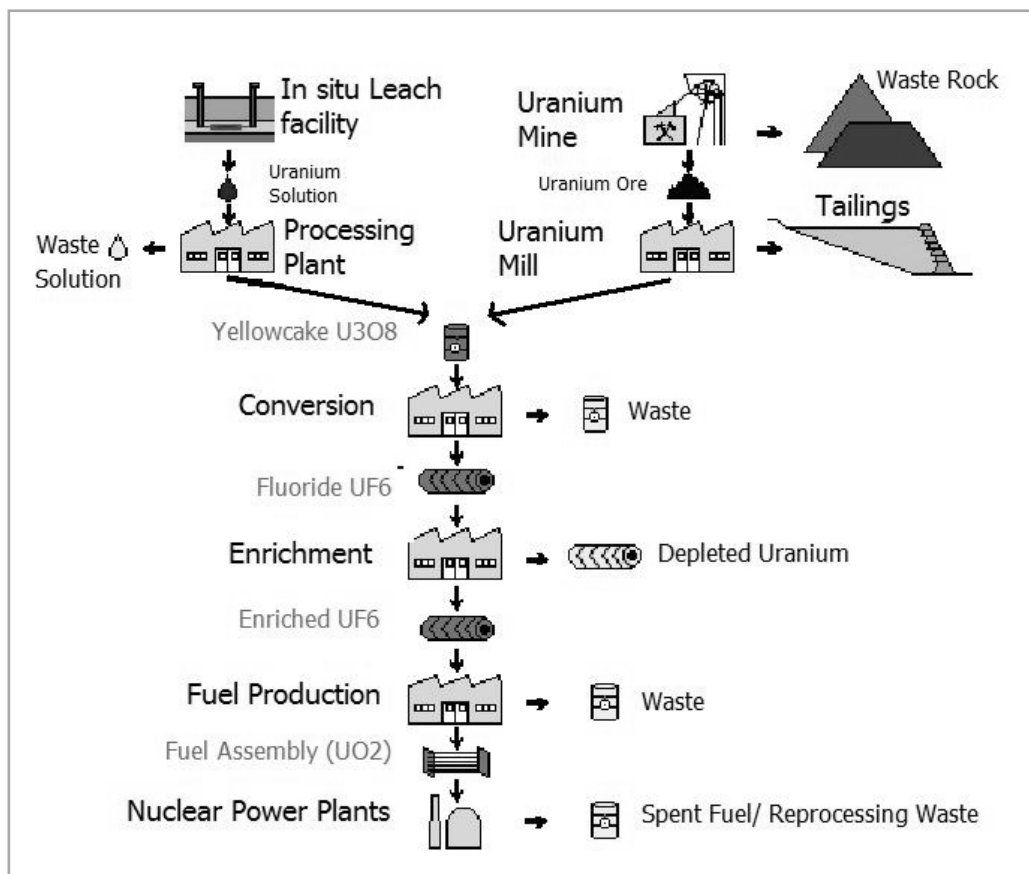 In situ Leach
facility
Uranium
Mine
Waste Rock
Uranium
Solution
Uranium Ore
Waste
Solution
Processing
Plant
Uranium
Mill
Tailings
Yellowcake U3O8
Conversion
Waste
Fluoride UF6
Enrichment
Depleted Uranium
Enriched UF6
Fuel Production
Waste
Fuel Assembly (UO2)
Nuclear Power Plants
Spent Fuel/ Reprocessing Waste